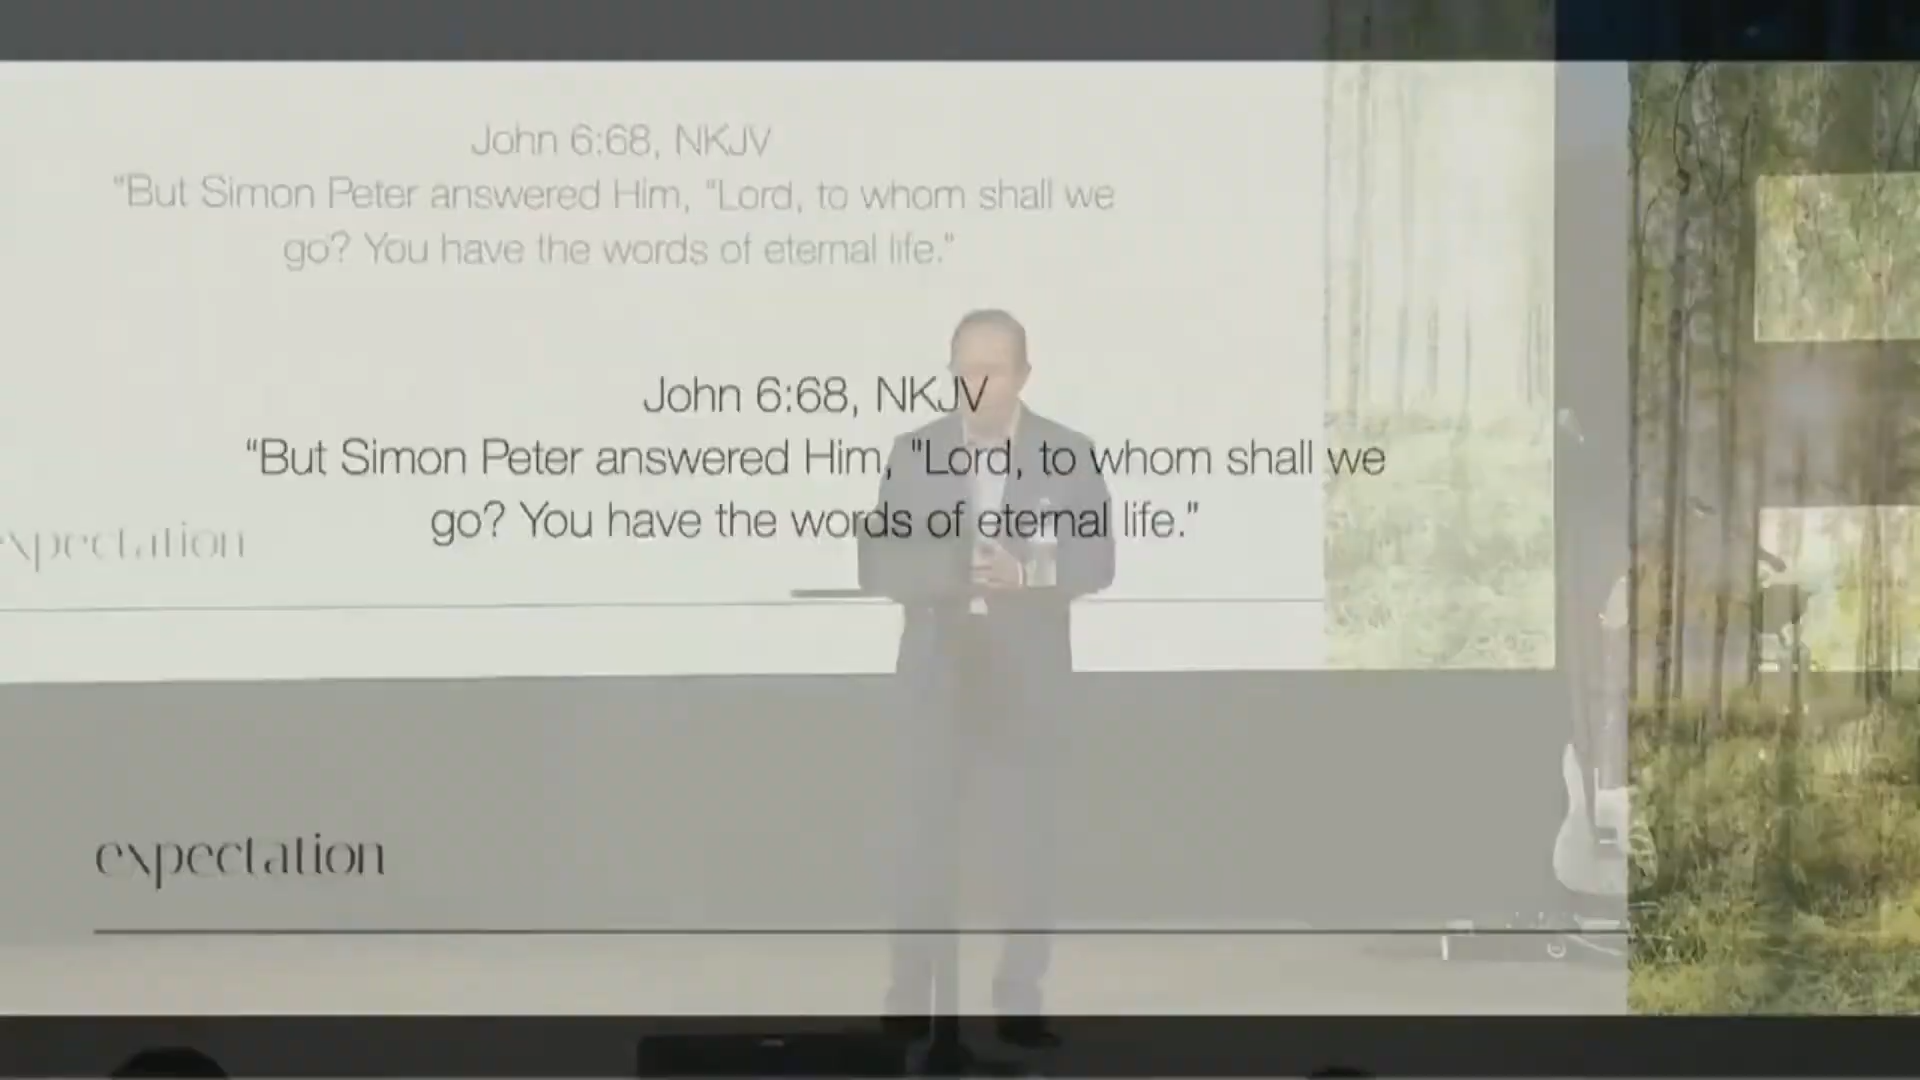 John 6:68, NKJV
“But Simon Peter answered Him, "Lord, to whom shall we
go? You have the words of eternal life.”
expectation
John 6:68, NKJV
“But Simon Peter answered Him, "Lord, to whom shall we
go? You have the words of eternal life.”
expectation